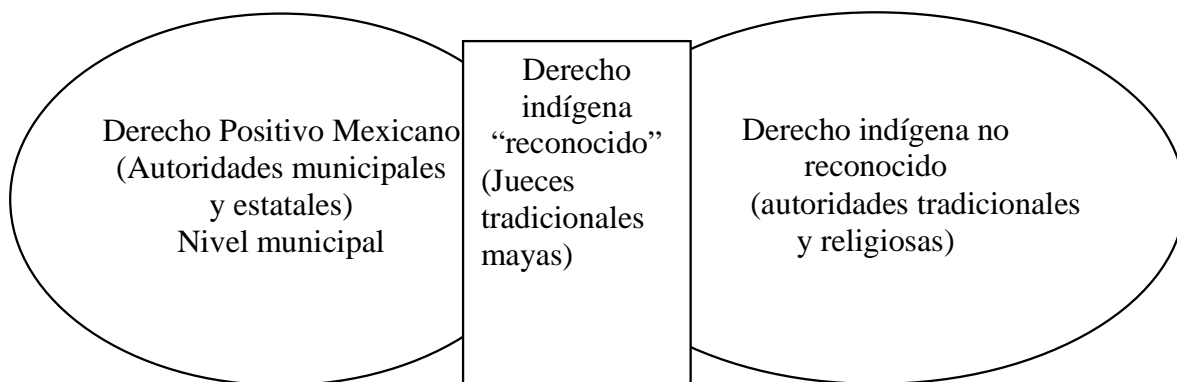 Derecho Positivo Mexicano
(Autoridades municipales
y estatales)
Nivel municipal
Derecho
indígena
“reconocido”
(Jueces
tradicionales
mayas)
Derecho indígena no
reconocido
(autoridades tradicionales
y religiosas)